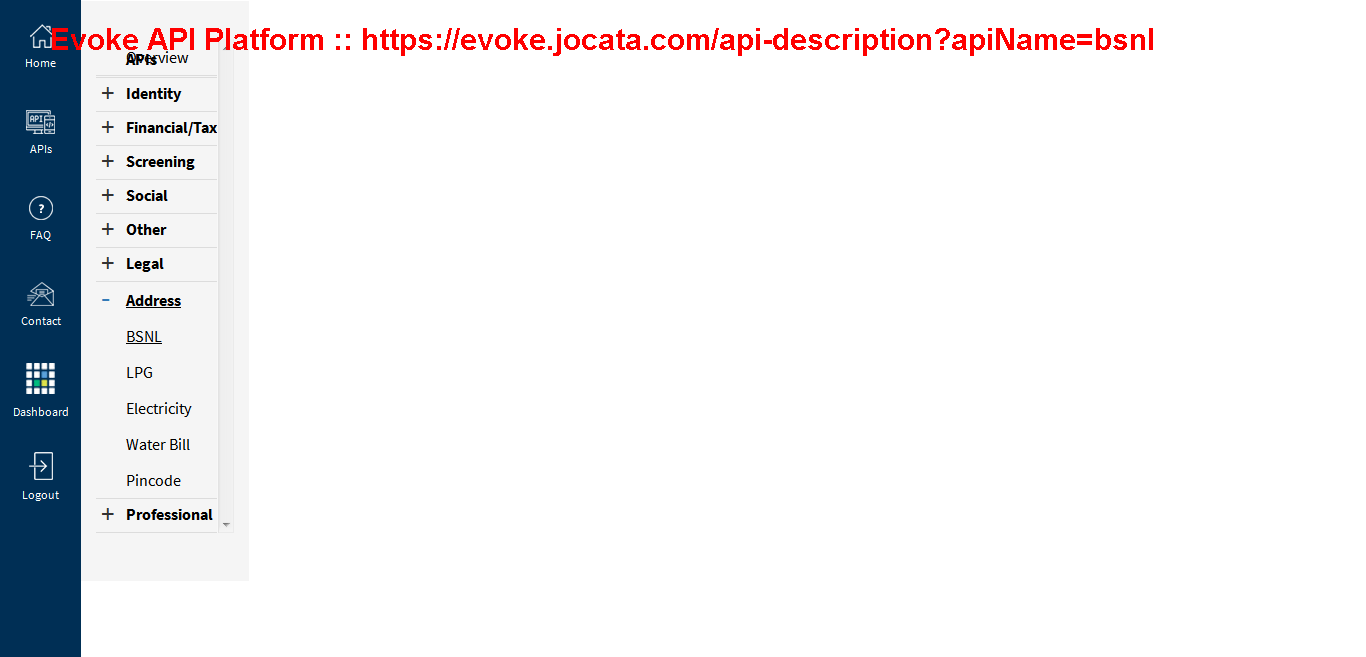 Evoke API Platform :: https://evoke.jocata.com/api-description?apiName=bsnl
Home
APIs
FAQ
?
Contact
Dashboard
Logout
APIs
Overview
+ Identity
+ Financial/Tax
+ Screening
+ Social
+ Other
+ Legal
− Address
BSNL
LPG
Electricity
Water Bill
Pincode
+ Professional